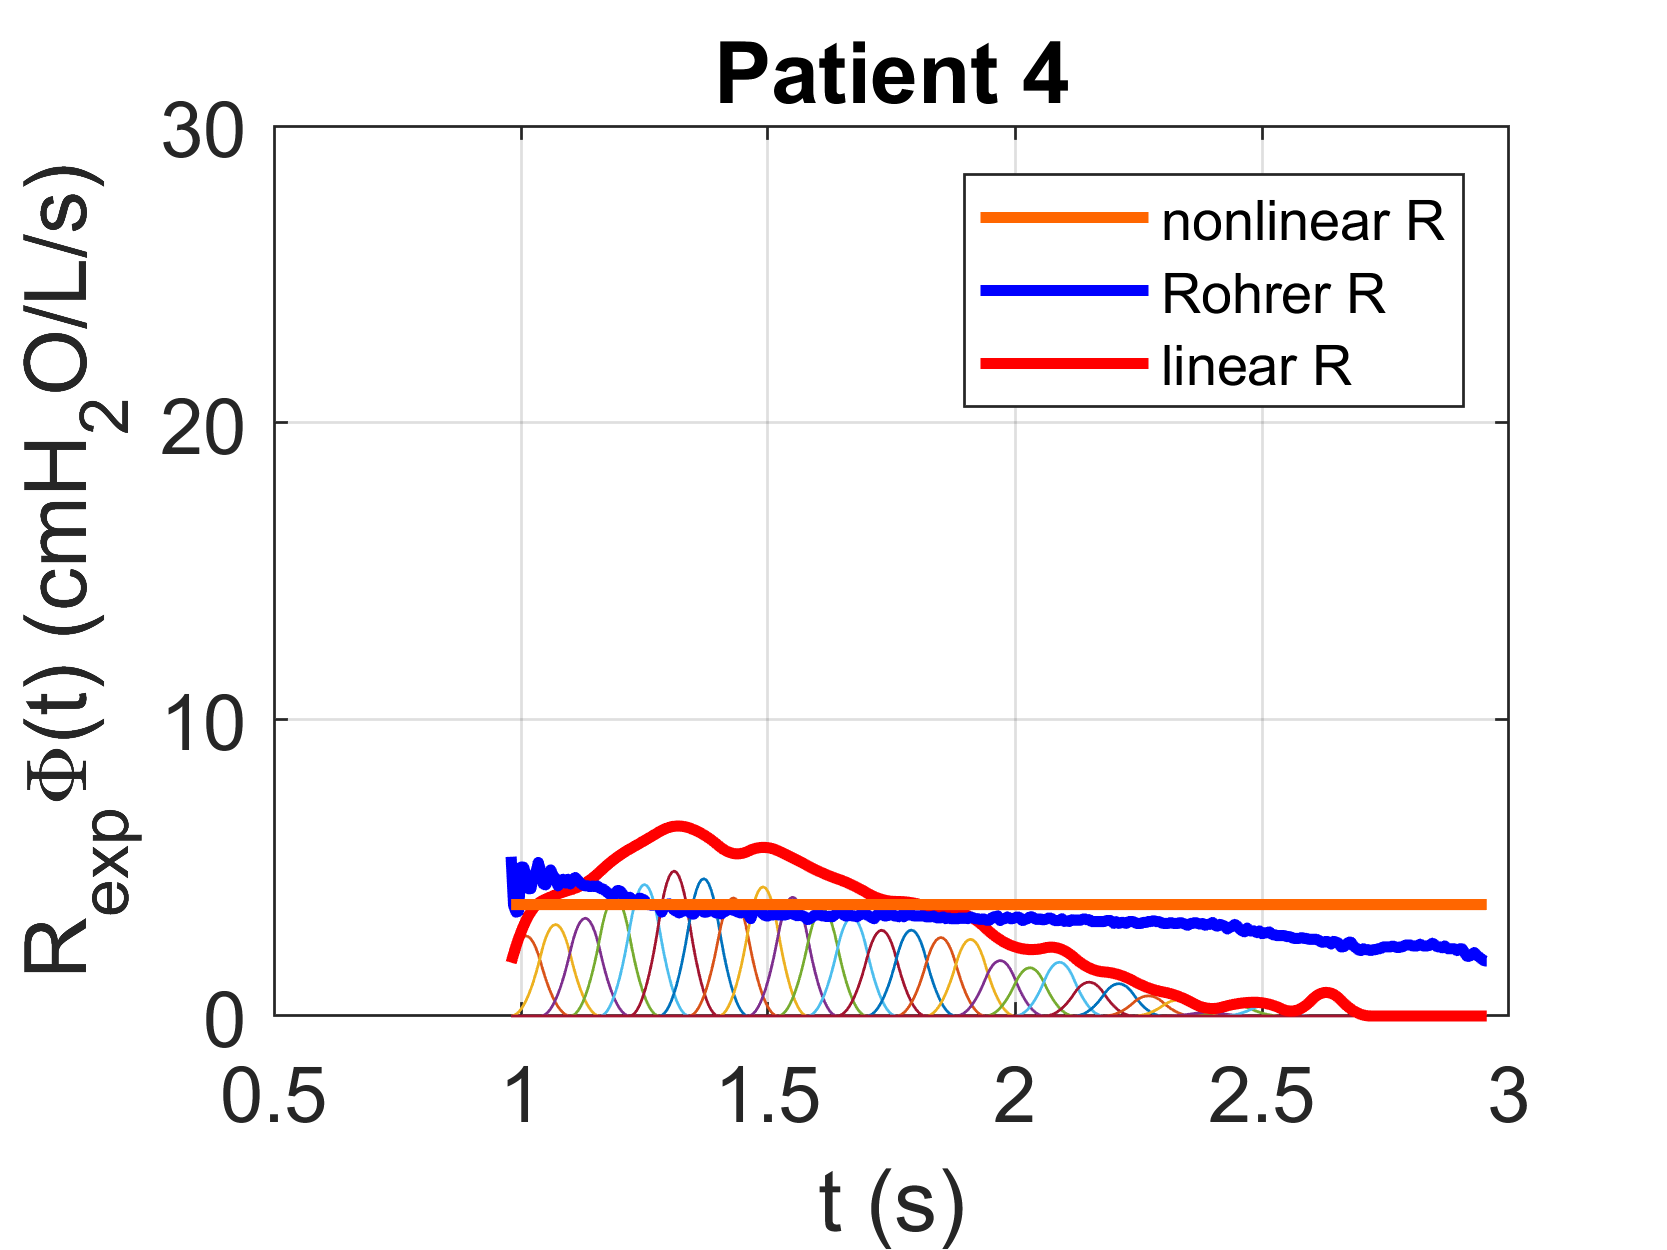 Patient 4
R_exp Φ(t) (cmH_2O/L/s)
30
20
10
0
nonlinear R
Rohrer R
linear R
0.5 1 1.5 2 2.5 3
t (s)